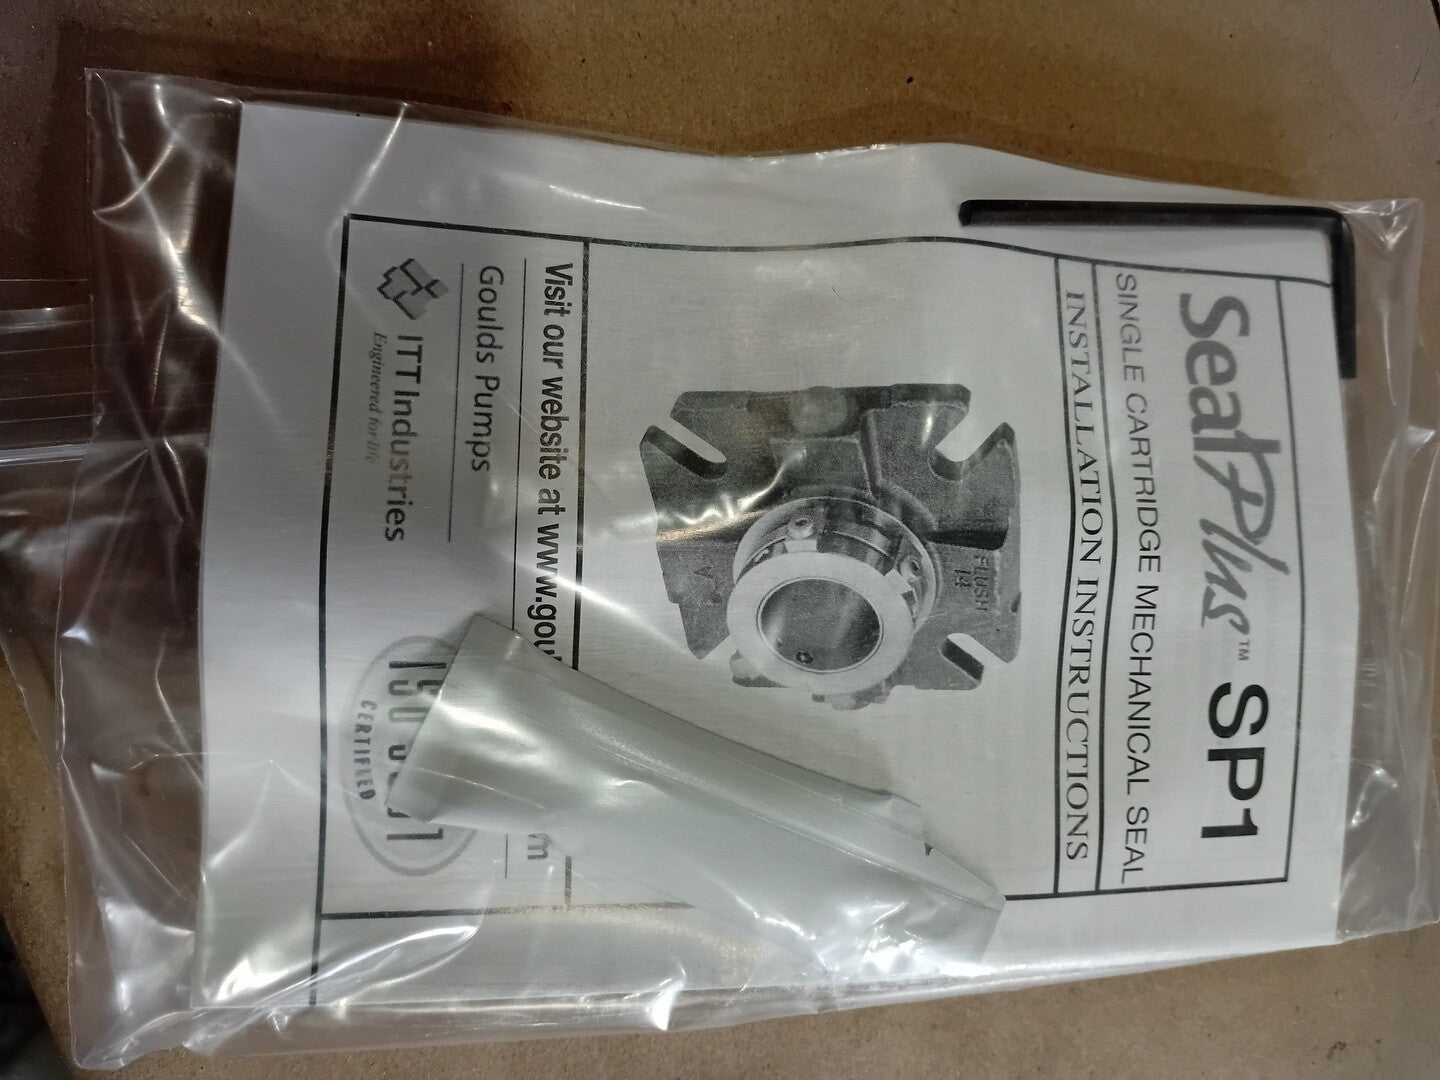 SealPlus™ SP1
SINGLE CARTRIDGE MECHANICAL SEAL
INSTALLATION INSTRUCTIONS
FLUSH
14
Visit our website at www.gou
m
Goulds Pumps
ITT Industries
Engineered for life
CERTIFIED